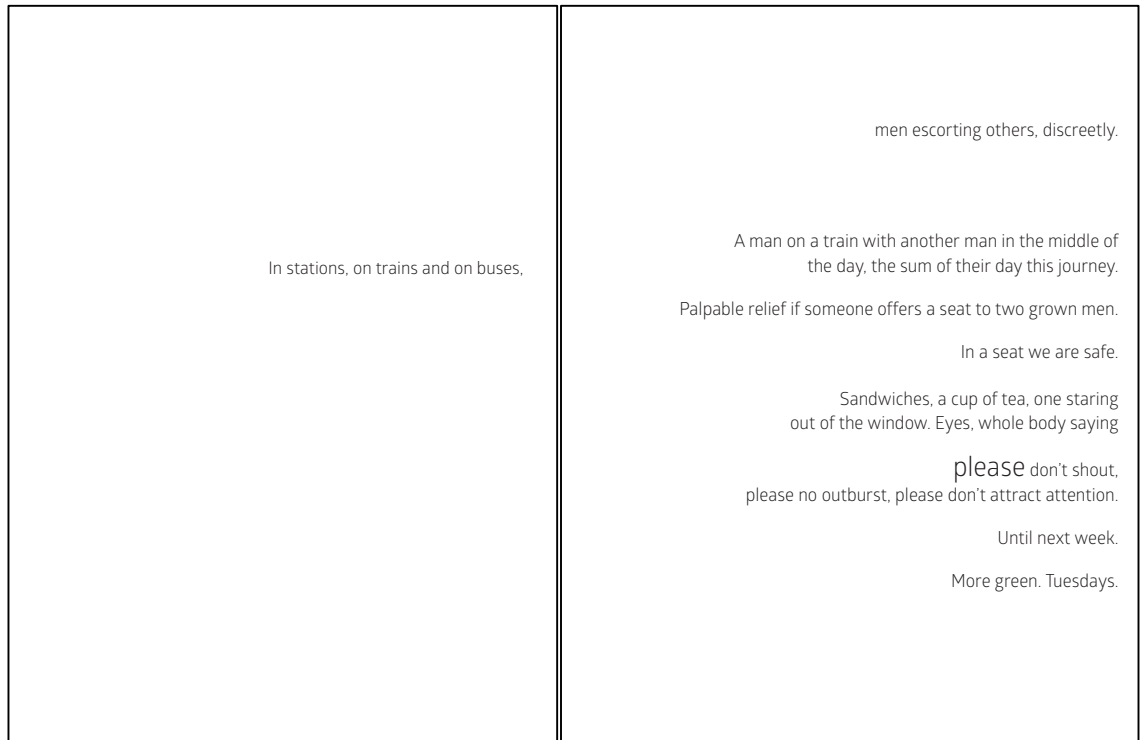 In stations, on trains and on buses,
men escorting others, discreetly.
A man on a train with another man in the middle of
the day, the sum of their day this journey.
Palpable relief if someone offers a seat to two grown men.
In a seat we are safe.
Sandwiches, a cup of tea, one staring
out of the window. Eyes, whole body saying
please don't shout,
please no outburst, please don't attract attention.
Until next week.
More green. Tuesdays.